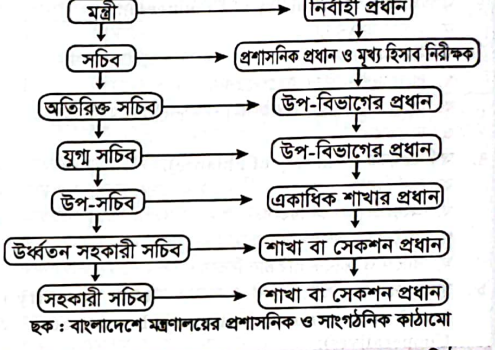 মন্ত্রী → নির্বাহী প্রধান
সচিব → প্রশাসনিক প্রধান ও মুখ্য হিসাব নিরীক্ষক
অতিরিক্ত সচিব → উপ-বিভাগের প্রধান
যুগ্ম সচিব → উপ-বিভাগের প্রধান
উপ-সচিব → একাধিক শাখার প্রধান
উর্ধ্বতন সহকারী সচিব → শাখা বা সেকশন প্রধান
সহকারী সচিব → শাখা বা সেকশন প্রধান
ছক : বাংলাদেশে মন্ত্রণালয়ের প্রশাসনিক ও সাংগঠনিক কাঠামো